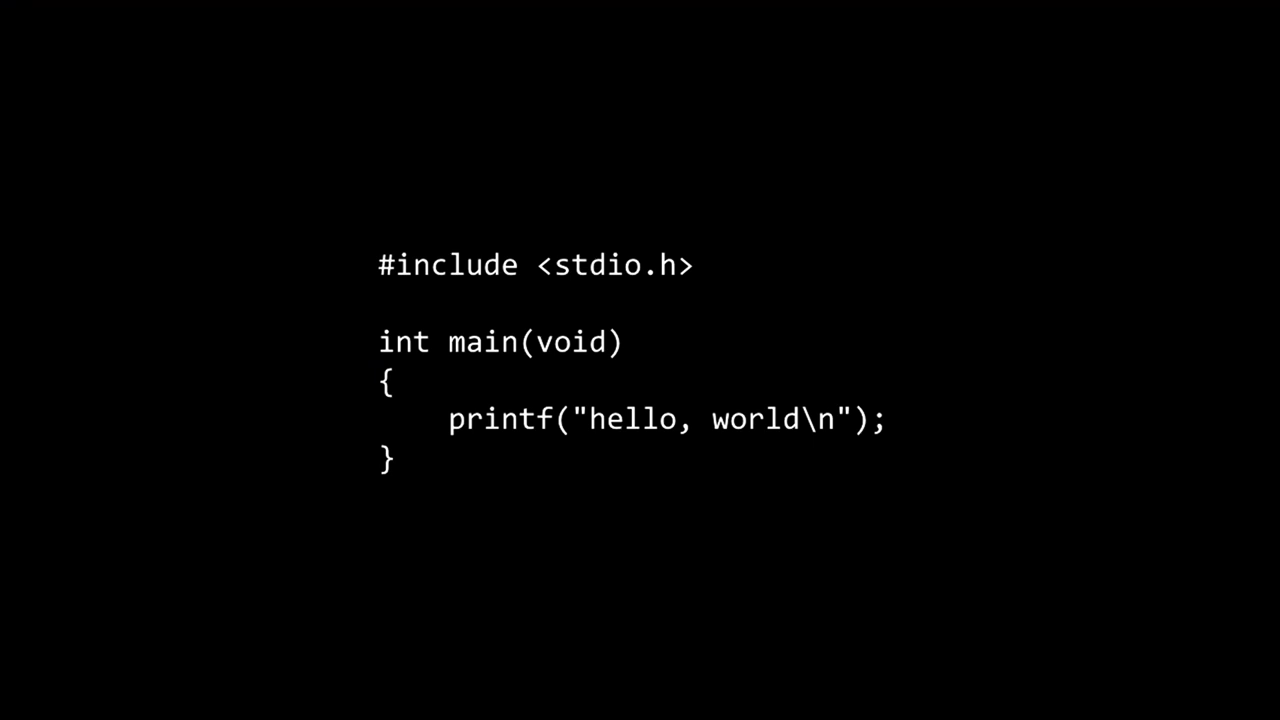 #include <stdio.h>

int main(void)
{
    printf("hello, world\n");
}